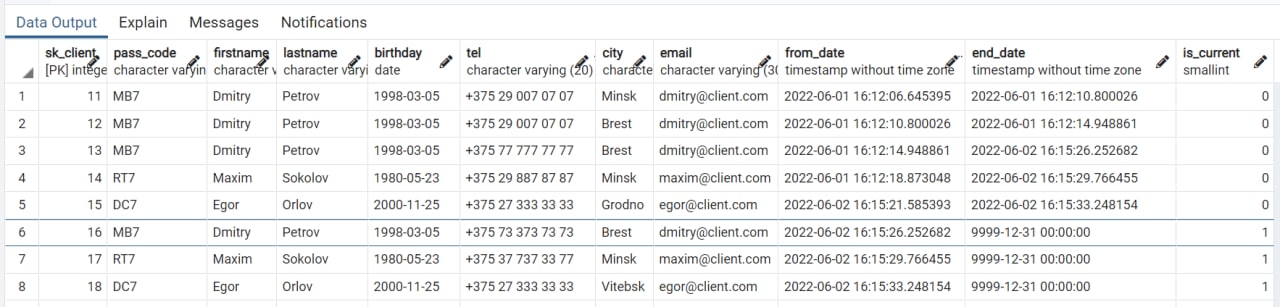 Data Output Explain Messages Notifications
sk_client pass_code firstname lastname birthday tel city email from_date end_date is_current
[PK] intege character varyin character v character varyi date character varying (20) characte character varying (30 timestamp without time zone timestamp without time zone smallint
1 11 MB7 Dmitry Petrov 1998-03-05 +375 29 007 07 07 Minsk dmitry@client.com 2022-06-01 16:12:06.645395 2022-06-01 16:12:10.800026 0
2 12 MB7 Dmitry Petrov 1998-03-05 +375 29 007 07 07 Brest dmitry@client.com 2022-06-01 16:12:10.800026 2022-06-01 16:12:14.948861 0
3 13 MB7 Dmitry Petrov 1998-03-05 +375 77 777 77 77 Brest dmitry@client.com 2022-06-01 16:12:14.948861 2022-06-02 16:15:26.252682 0
4 14 RT7 Maxim Sokolov 1980-05-23 +375 29 887 87 87 Minsk maxim@client.com 2022-06-01 16:12:18.873048 2022-06-02 16:15:29.766455 0
5 15 DC7 Egor Orlov 2000-11-25 +375 27 333 33 33 Grodno egor@client.com 2022-06-02 16:15:21.585393 2022-06-02 16:15:33.248154 0
6 16 MB7 Dmitry Petrov 1998-03-05 +375 73 373 73 73 Brest dmitry@client.com 2022-06-02 16:15:26.252682 9999-12-31 00:00:00 1
7 17 RT7 Maxim Sokolov 1980-05-23 +375 37 737 33 77 Minsk maxim@client.com 2022-06-02 16:15:29.766455 9999-12-31 00:00:00 1
8 18 DC7 Egor Orlov 2000-11-25 +375 27 333 33 33 Vitebsk egor@client.com 2022-06-02 16:15:33.248154 9999-12-31 00:00:00 1